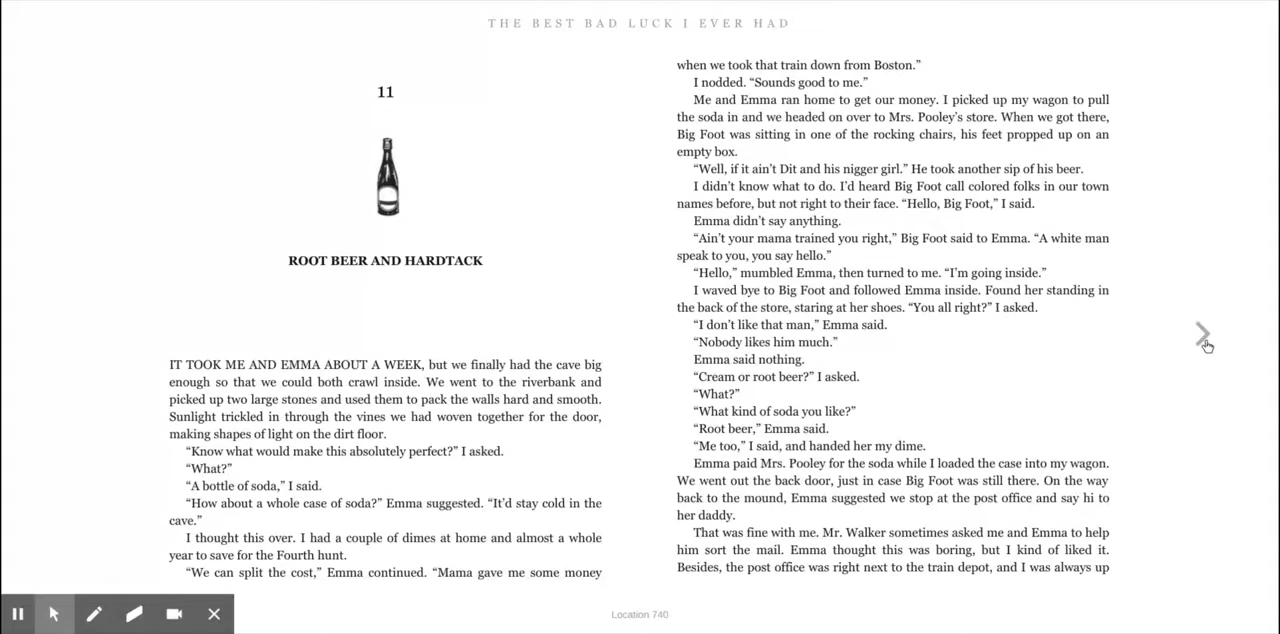 THE BEST BAD LUCK I EVER HAD
11
ROOT BEER AND HARDTACK
IT TOOK ME AND EMMA ABOUT A WEEK, but we finally had the cave big
enough so that we could both crawl inside. We went to the riverbank and
picked up two large stones and used them to pack the walls hard and smooth.
Sunlight trickled in through the vines we had woven together for the door,
making shapes of light on the dirt floor.
“Know what would make this absolutely perfect?” I asked.
“What?”
“A bottle of soda,” I said.
“How about a whole case of soda?” Emma suggested. “It’d stay cold in the
cave.”
I thought this over. I had a couple of dimes at home and almost a whole
year to save for the Fourth hunt.
“We can split the cost,” Emma continued. “Mama gave me some money
when we took that train down from Boston.”
I nodded. “Sounds good to me.”
Me and Emma ran home to get our money. I picked up my wagon to pull
the soda in and we headed on over to Mrs. Pooley’s store. When we got there,
Big Foot was sitting in one of the rocking chairs, his feet propped up on an
empty box.
“Well, if it ain’t Dit and his nigger girl.” He took another sip of his beer.
I didn’t know what to do. I’d heard Big Foot call colored folks in our town
names before, but not right to their face. “Hello, Big Foot,” I said.
Emma didn’t say anything.
“Ain’t your mama trained you right,” Big Foot said to Emma. “A white man
speak to you, you say hello.”
“Hello,” mumbled Emma, then turned to me. “I’m going inside.”
I waved bye to Big Foot and followed Emma inside. Found her standing in
the back of the store, staring at her shoes. “You all right?” I asked.
“I don’t like that man,” Emma said.
“Nobody likes him much.”
Emma said nothing.
“Cream or root beer?” I asked.
“What?”
“What kind of soda you like?”
“Root beer,” Emma said.
“Me too,” I said, and handed her my dime.
Emma paid Mrs. Pooley for the soda while I loaded the case into my wagon.
We went out the back door, just in case Big Foot was still there. On the way
back to the mound, Emma suggested we stop at the post office and say hi to
her daddy.
That was fine with me. Mr. Walker sometimes asked me and Emma to help
him sort the mail. Emma thought this was boring, but I kind of liked it.
Besides, the post office was right next to the train depot, and I was always up
Location 740